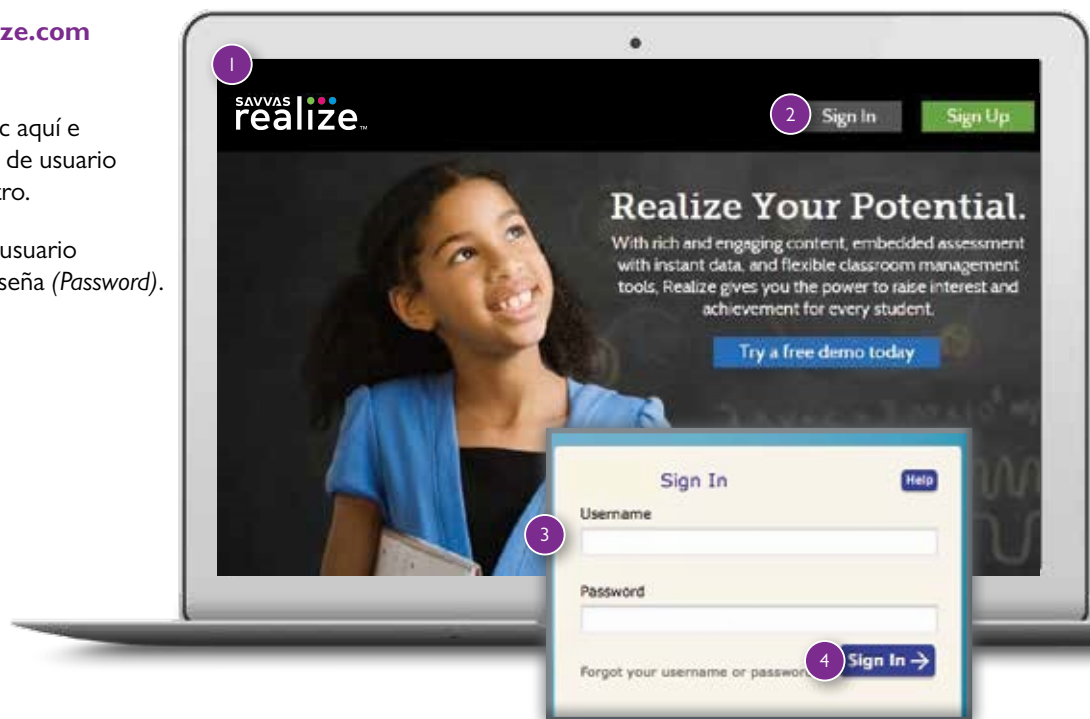 ze.com
c aquí e
de usuario
tro.
usuario
seña (Password).
1
savvas
realize™
2
Sign In
Sign Up
Realize Your Potential.
With rich and engaging content, embedded assessment
with instant data, and flexible classroom management
tools, Realize gives you the power to raise interest and
achievement for every student.
Try a free demo today
Sign In
Help
Username
3
Password
Forgot your username or passwor
4
Sign In →